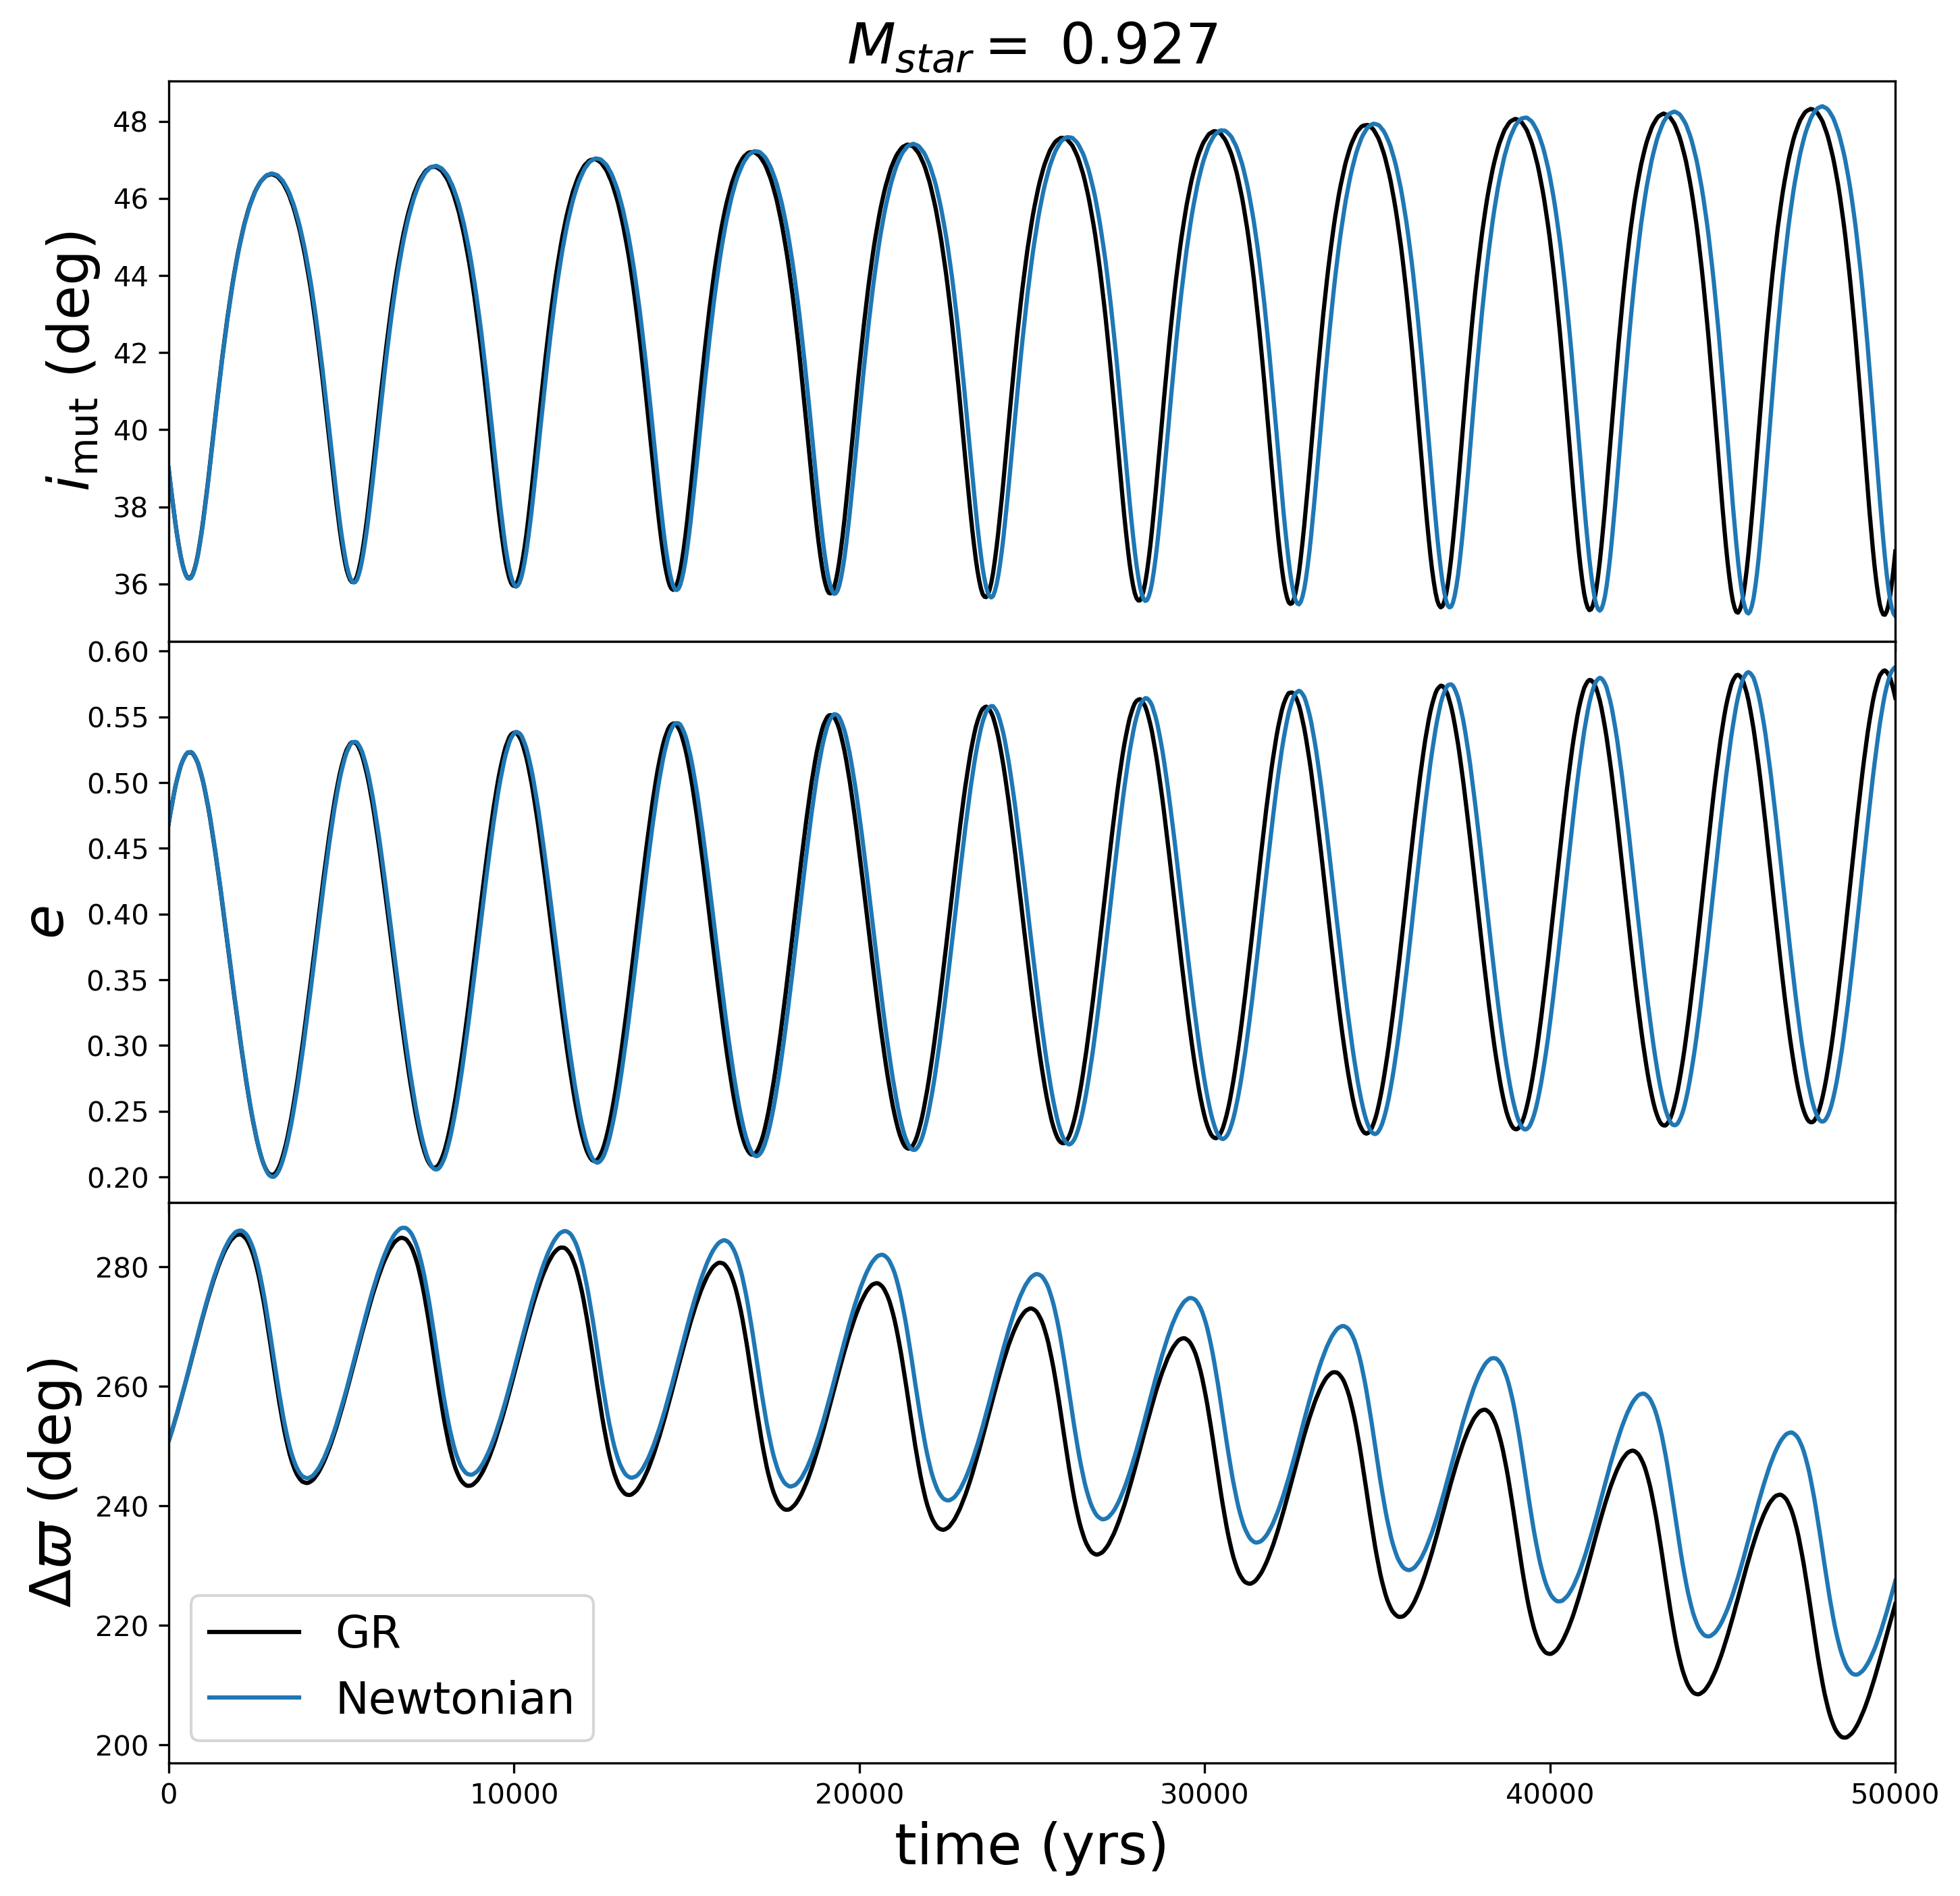 M_star = 0.927
48
46
44
42
40
38
36
i_mut (deg)
0.60
0.55
0.50
0.45
0.40
0.35
0.30
0.25
0.20
e
280
260
240
220
200
Δϖ (deg)
GR
Newtonian
0 10000 20000 30000 40000 50000
time (yrs)